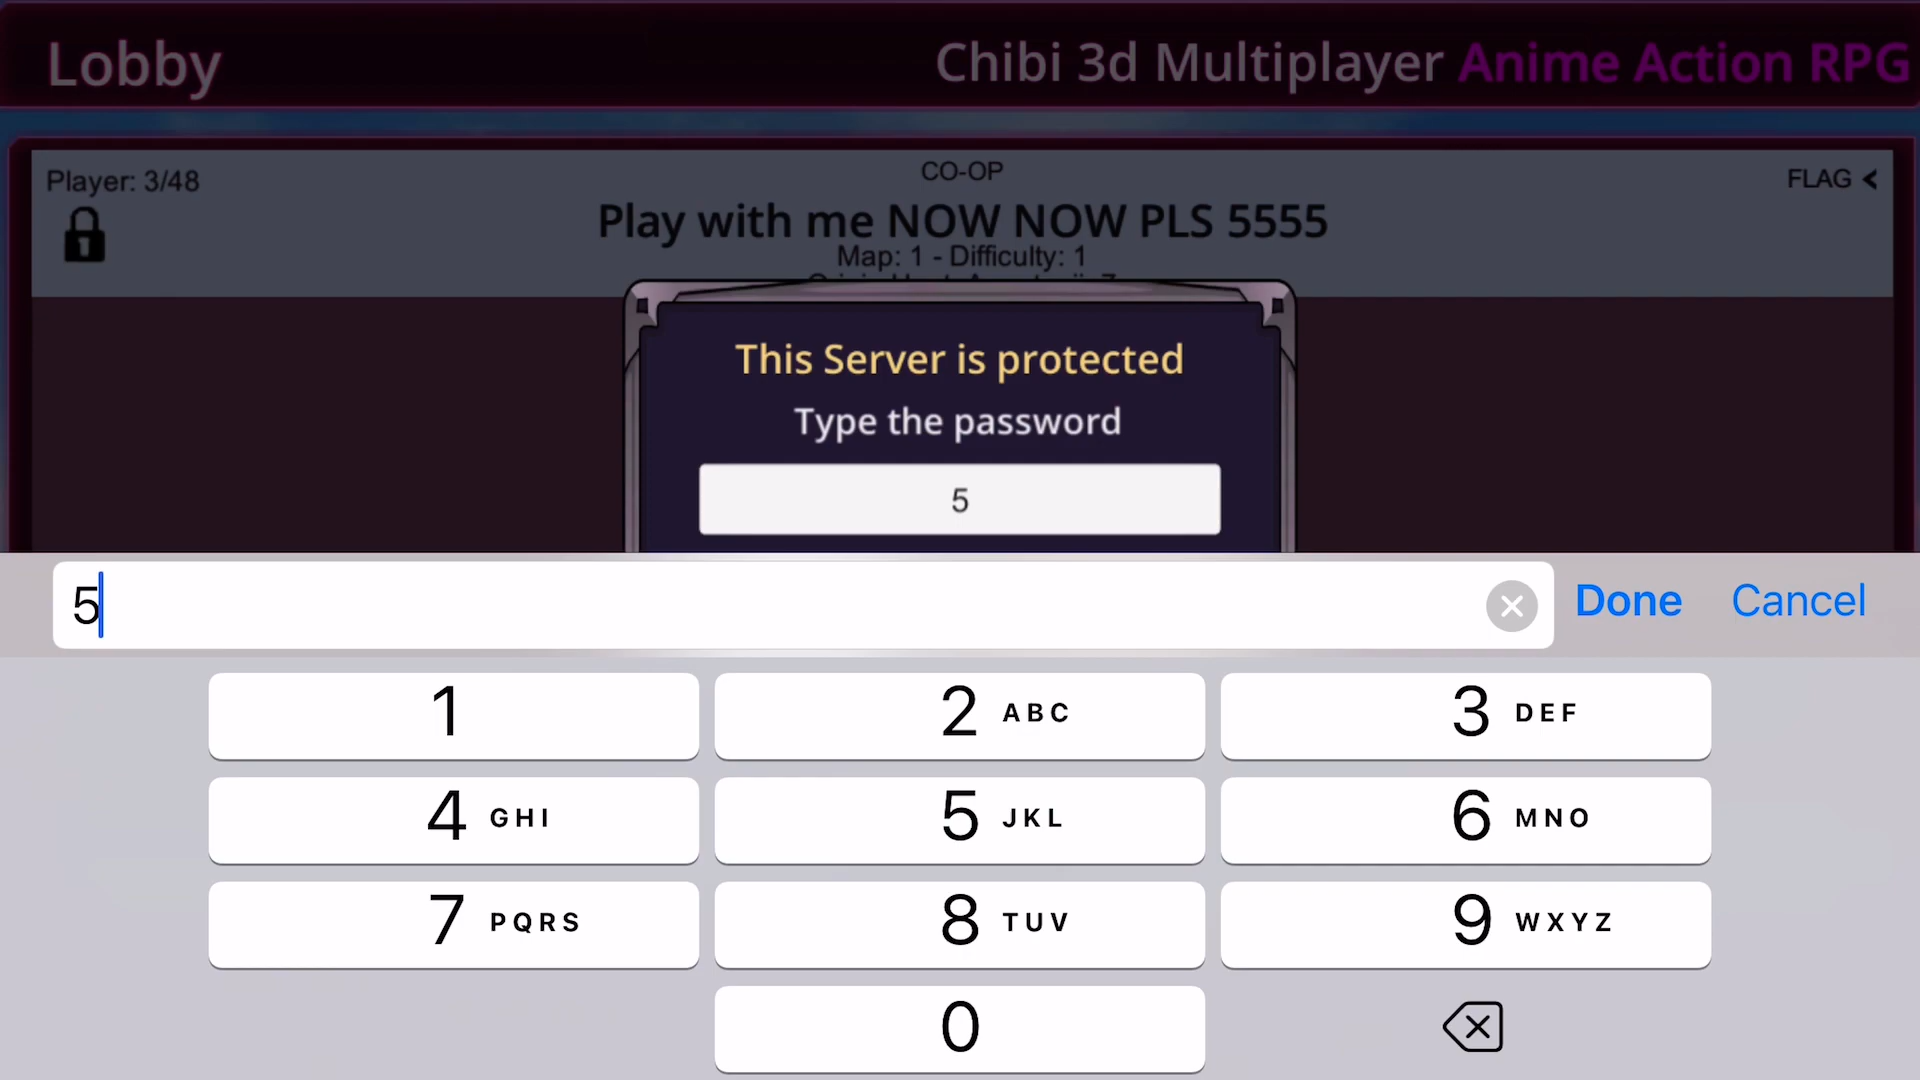 Lobby
Chibi 3d Multiplayer Anime Action RPG
Player: 3/48
CO-OP
FLAG <
Play with me NOW NOW PLS 5555
Map: 1 - Difficulty: 1
This Server is protected
Type the password
5
5
Done
Cancel
1
2 ABC
3 DEF
4 GHI
5 JKL
6 MNO
7 PQRS
8 TUV
9 WXYZ
0